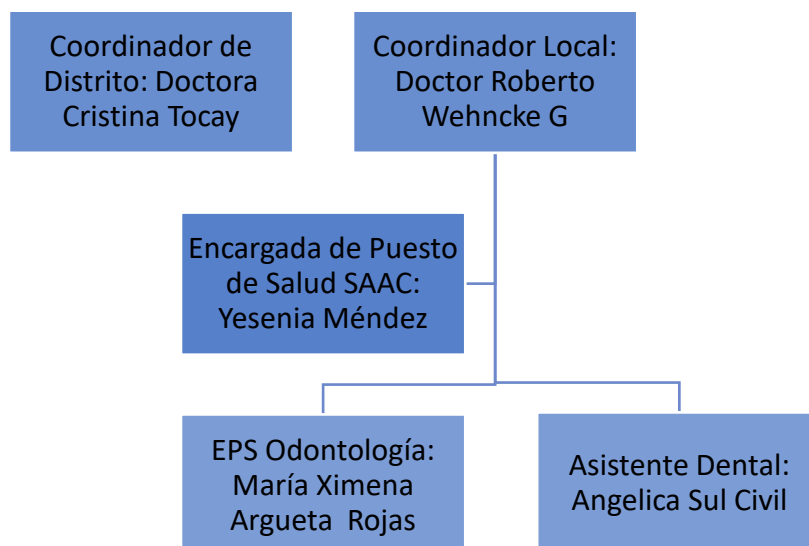 Coordinador de
Distrito: Doctora
Cristina Tocay
Coordinador Local:
Doctor Roberto
Wehncke G
Encargada de Puesto
de Salud SAAC:
Yesenia Méndez
EPS Odontología:
María Ximena
Argueta  Rojas
Asistente Dental:
Angelica Sul Civil